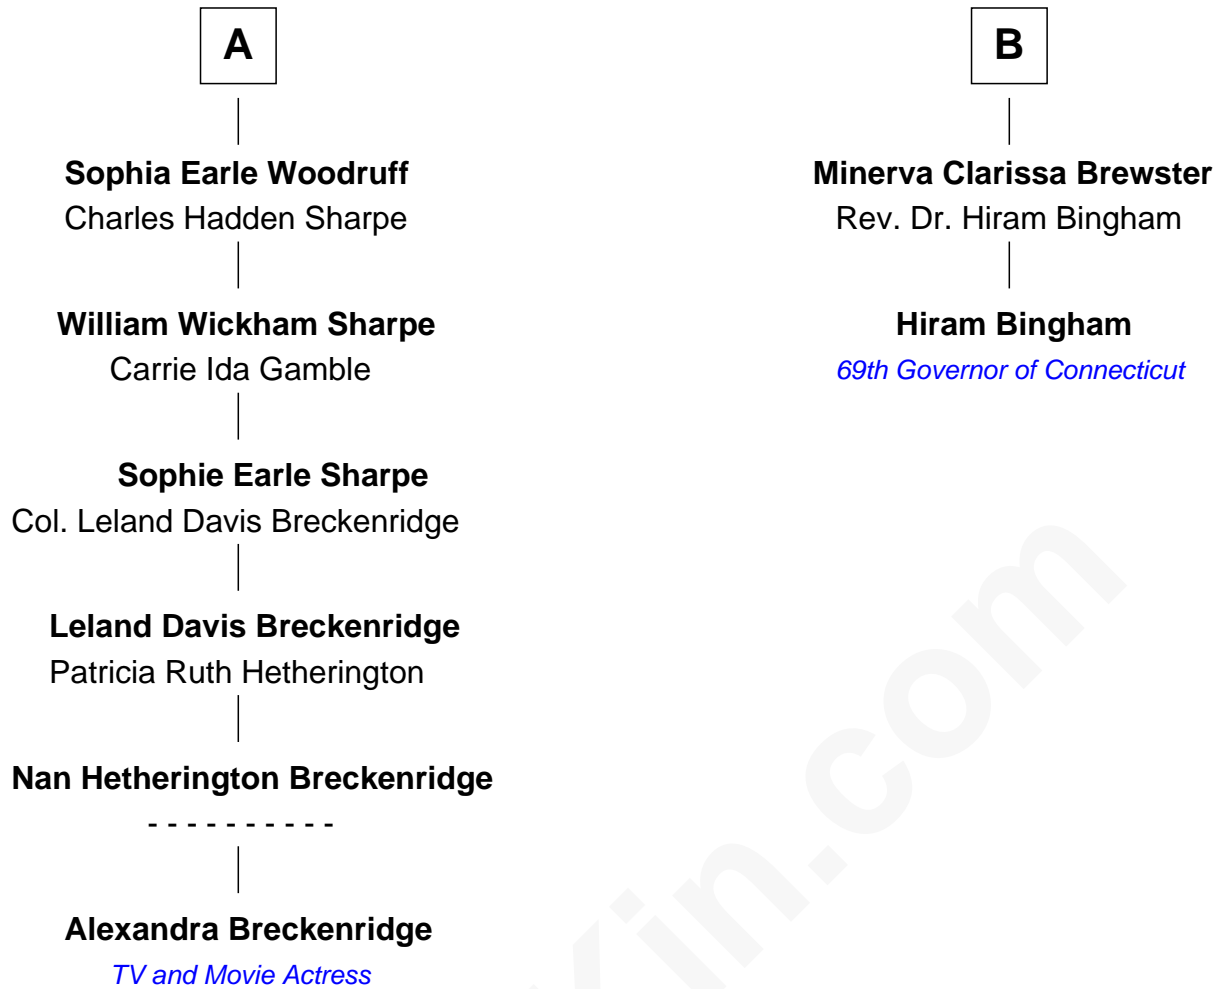 A
Sophia Earle Woodruff
Charles Hadden Sharpe
William Wickham Sharpe
Carrie Ida Gamble
Sophie Earle Sharpe
Col. Leland Davis Breckenridge
Leland Davis Breckenridge
Patricia Ruth Hetherington
Nan Hetherington Breckenridge
- - - - - - - - - -
Alexandra Breckenridge
TV and Movie Actress
B
Minerva Clarissa Brewster
Rev. Dr. Hiram Bingham
Hiram Bingham
69th Governor of Connecticut